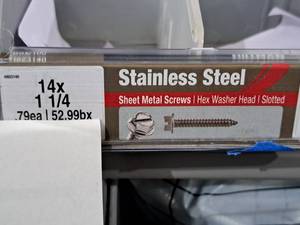 14x
1 1/4
.79ea | 52.99bx
Stainless Steel
Sheet Metal Screws | Hex Washer Head | Slotted